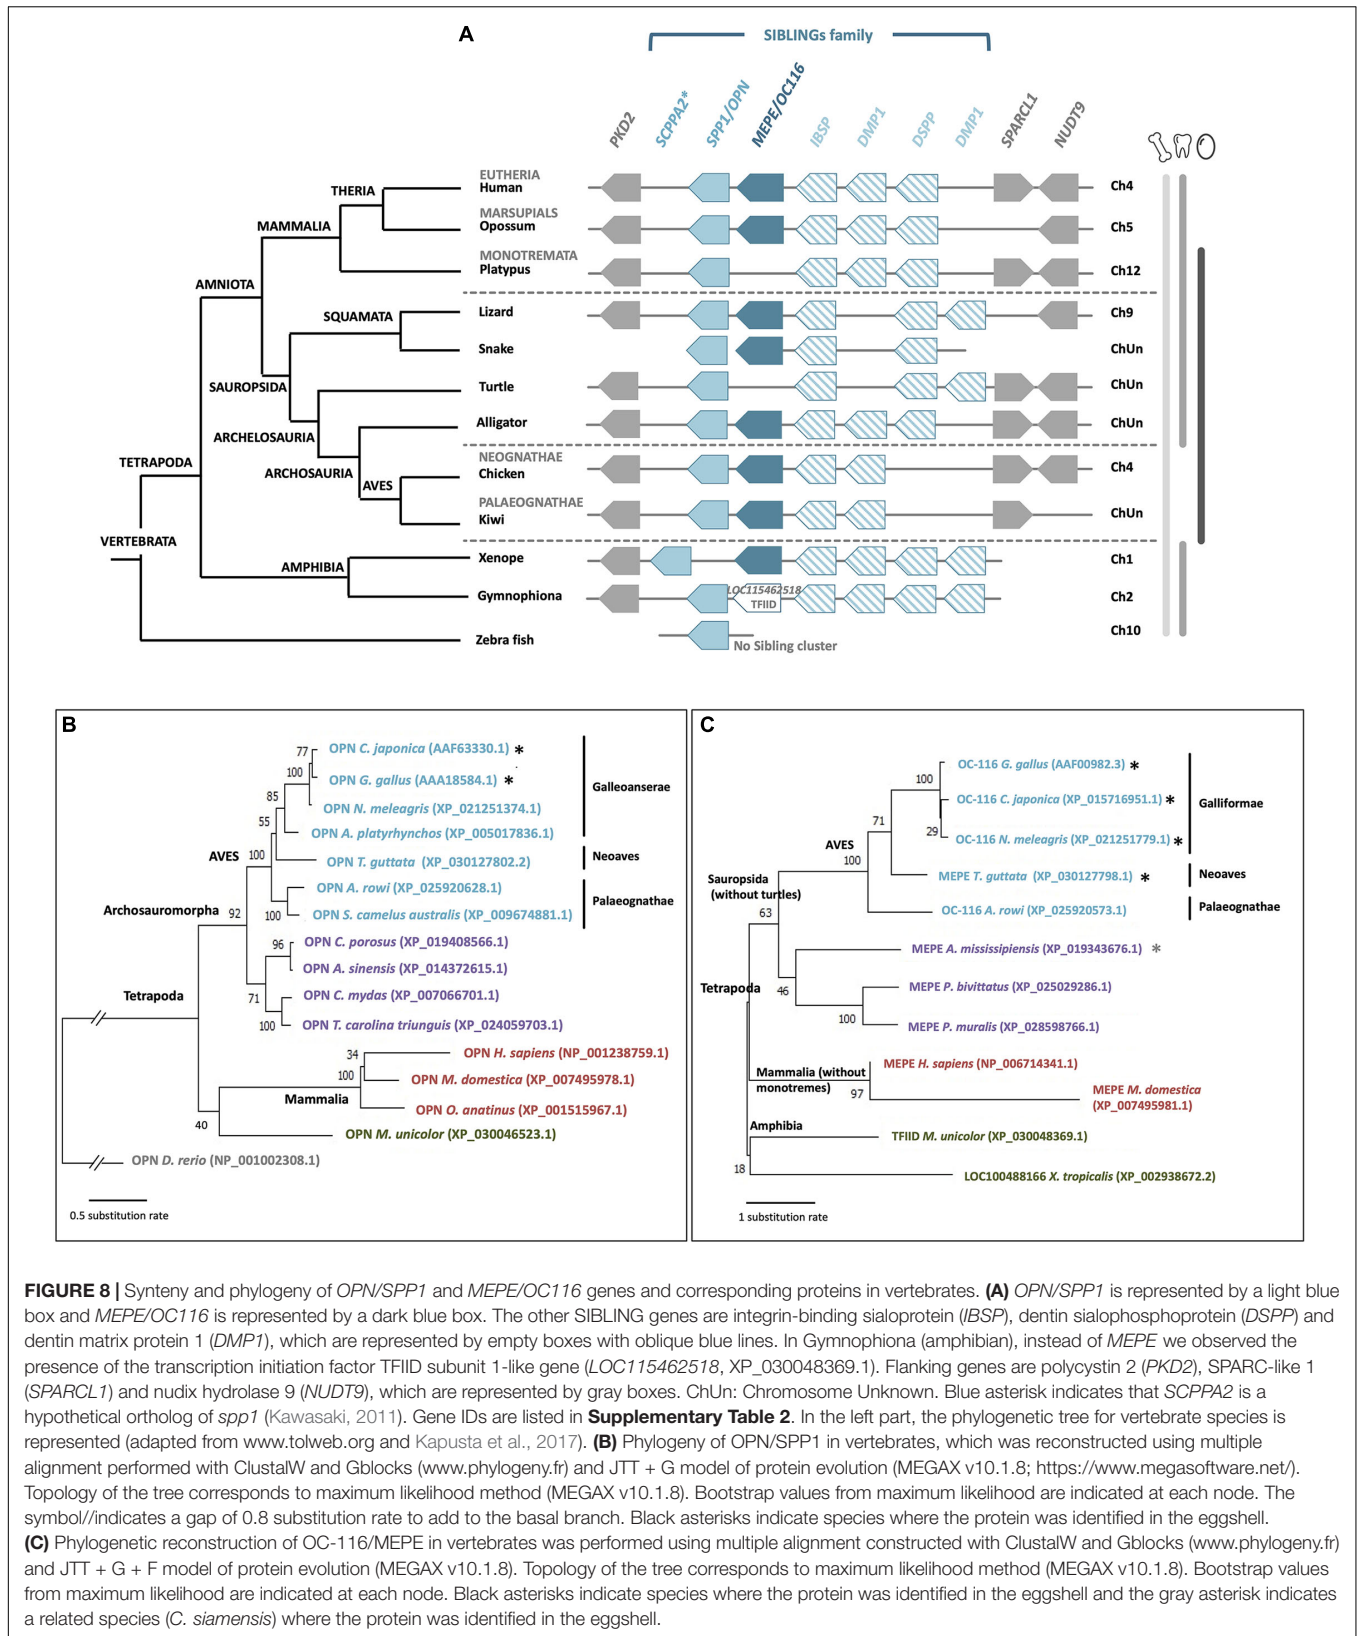 A
SIBLINGs family
PKD2
SCPPA2*
SPP1/OPN
MEPE/OC116
IBSP
DMP1
DSPP
DMP1
SPARCL1
NUDT9
EUTHERIA
Human
Ch4
THERIA
MARSUPIALS
Opossum
Ch5
MAMMALIA
MONOTREMATA
Platypus
Ch12
AMNIOTA
SQUAMATA
Lizard
Ch9
Snake
ChUn
SAUROPSIDA
Turtle
ChUn
Alligator
ChUn
ARCHELOSAURIA
TETRAPODA
NEOGNATHAE
Chicken
Ch4
ARCHOSAURIA
AVES
PALAEOGNATHAE
Kiwi
ChUn
VERTEBRATA
Xenope
Ch1
AMPHIBIA
Gymnophiona
LOC115462518
TFIID
Ch2
Zebra fish
No Sibling cluster
Ch10
B
77
OPN C. japonica (AAF63330.1) *
100
OPN G. gallus (AAA18584.1) *
85
OPN N. meleagris (XP_021251374.1)
Galleoanserae
55
OPN A. platyrhynchos (XP_005017836.1)
AVES
100
OPN T. guttata (XP_030127802.2)
Neoaves
OPN A. rowi (XP_025920628.1)
100
OPN S. camelus australis (XP_009674881.1)
Palaeognathae
Archosauromorpha
92
96
OPN C. porosus (XP_019408566.1)
OPN A. sinensis (XP_014372615.1)
71
OPN C. mydas (XP_007066701.1)
Tetrapoda
100
OPN T. carolina triunguis (XP_024059703.1)
34
OPN H. sapiens (NP_001238759.1)
100
OPN M. domestica (XP_007495978.1)
Mammalia
OPN O. anatinus (XP_001515967.1)
40
OPN M. unicolor (XP_030046523.1)
OPN D. rerio (NP_001002308.1)
0.5 substitution rate
C
OC-116 G. gallus (AAF00982.3) *
100
OC-116 C. japonica (XP_015716951.1) *
Galliformae
71
29
OC-116 N. meleagris (XP_021251779.1) *
AVES
100
MEPE T. guttata (XP_030127798.1) *
Neoaves
Sauropsida
(without turtles)
OC-116 A. rowi (XP_025920573.1)
Palaeognathae
63
MEPE A. mississipiensis (XP_019343676.1) *
Tetrapoda
46
MEPE P. bivittatus (XP_025029286.1)
100
MEPE P. muralis (XP_028598766.1)
Mammalia (without
monotremes)
MEPE H. sapiens (NP_006714341.1)
97
MEPE M. domestica
(XP_007495981.1)
Amphibia
TFIID M. unicolor (XP_030048369.1)
18
LOC100488166 X. tropicalis (XP_002938672.2)
1 substitution rate
FIGURE 8 | Synteny and phylogeny of OPN/SPP1 and MEPE/OC116 genes and corresponding proteins in vertebrates. (A) OPN/SPP1 is represented by a light blue
box and MEPE/OC116 is represented by a dark blue box. The other SIBLING genes are integrin-binding sialoprotein (IBSP), dentin sialophosphoprotein (DSPP) and
dentin matrix protein 1 (DMP1), which are represented by empty boxes with oblique blue lines. In Gymnophiona (amphibian), instead of MEPE we observed the
presence of the transcription initiation factor TFIID subunit 1-like gene (LOC115462518, XP_030048369.1). Flanking genes are polycystin 2 (PKD2), SPARC-like 1
(SPARCL1) and nudix hydrolase 9 (NUDT9), which are represented by gray boxes. ChUn: Chromosome Unknown. Blue asterisk indicates that SCPPA2 is a
hypothetical ortholog of spp1 (Kawasaki, 2011). Gene IDs are listed in Supplementary Table 2. In the left part, the phylogenetic tree for vertebrate species is
represented (adapted from www.tolweb.org and Kapusta et al., 2017). (B) Phylogeny of OPN/SPP1 in vertebrates, which was reconstructed using multiple
alignment performed with ClustalW and Gblocks (www.phylogeny.fr) and JTT + G model of protein evolution (MEGAX v10.1.8; https://www.megasoftware.net/).
Topology of the tree corresponds to maximum likelihood method (MEGAX v10.1.8). Bootstrap values from maximum likelihood are indicated at each node. The
symbol//indicates a gap of 0.8 substitution rate to add to the basal branch. Black asterisks indicate species where the protein was identified in the eggshell.
(C) Phylogenetic reconstruction of OC-116/MEPE in vertebrates was performed using multiple alignment constructed with ClustalW and Gblocks (www.phylogeny.fr)
and JTT + G + F model of protein evolution (MEGAX v10.1.8). Topology of the tree corresponds to maximum likelihood method (MEGAX v10.1.8). Bootstrap values
from maximum likelihood are indicated at each node. Black asterisks indicate species where the protein was identified in the eggshell and the gray asterisk indicates
a related species (C. siamensis) where the protein was identified in the eggshell.